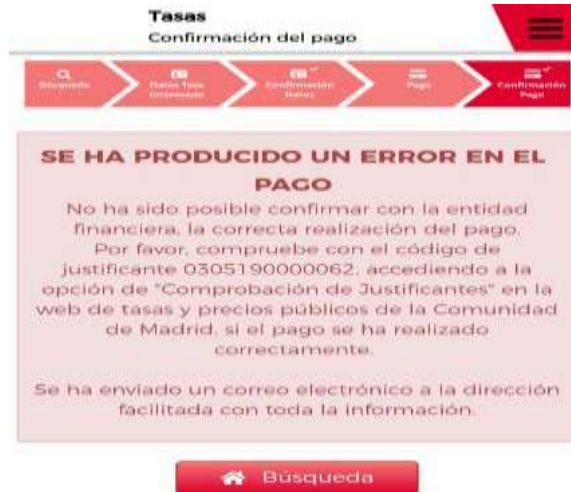 Tasas
Confirmación del pago
Búsqueda
Datos Tasa
Interesado
Confirmación
Datos
Pago
Confirmación
Pago
SE HA PRODUCIDO UN ERROR EN EL
PAGO
No ha sido posible confirmar con la entidad
financiera, la correcta realización del pago.
Por favor, compruebe con el código de
justificante 0305190000062, accediendo a la
opción de "Comprobación de Justificantes" en la
web de tasas y precios públicos de la Comunidad
de Madrid, si el pago se ha realizado
correctamente.
Se ha enviado un correo electrónico a la dirección
facilitada con toda la información.
Búsqueda